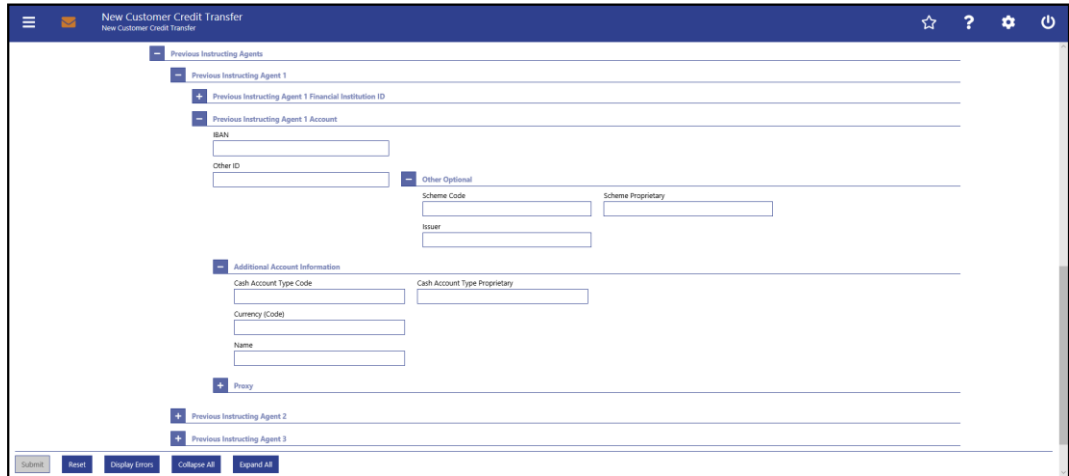 New Customer Credit Transfer
New Customer Credit Transfer
Previous Instructing Agents
Previous Instructing Agent 1
Previous Instructing Agent 1 Financial Institution ID
Previous Instructing Agent 1 Account
IBAN
Other ID
Other Optional
Scheme Code Scheme Proprietary
Issuer
Additional Account Information
Cash Account Type Code Cash Account Type Proprietary
Currency (Code)
Name
Proxy
Previous Instructing Agent 2
Previous Instructing Agent 3
Submit Reset Display Errors Collapse All Expand All